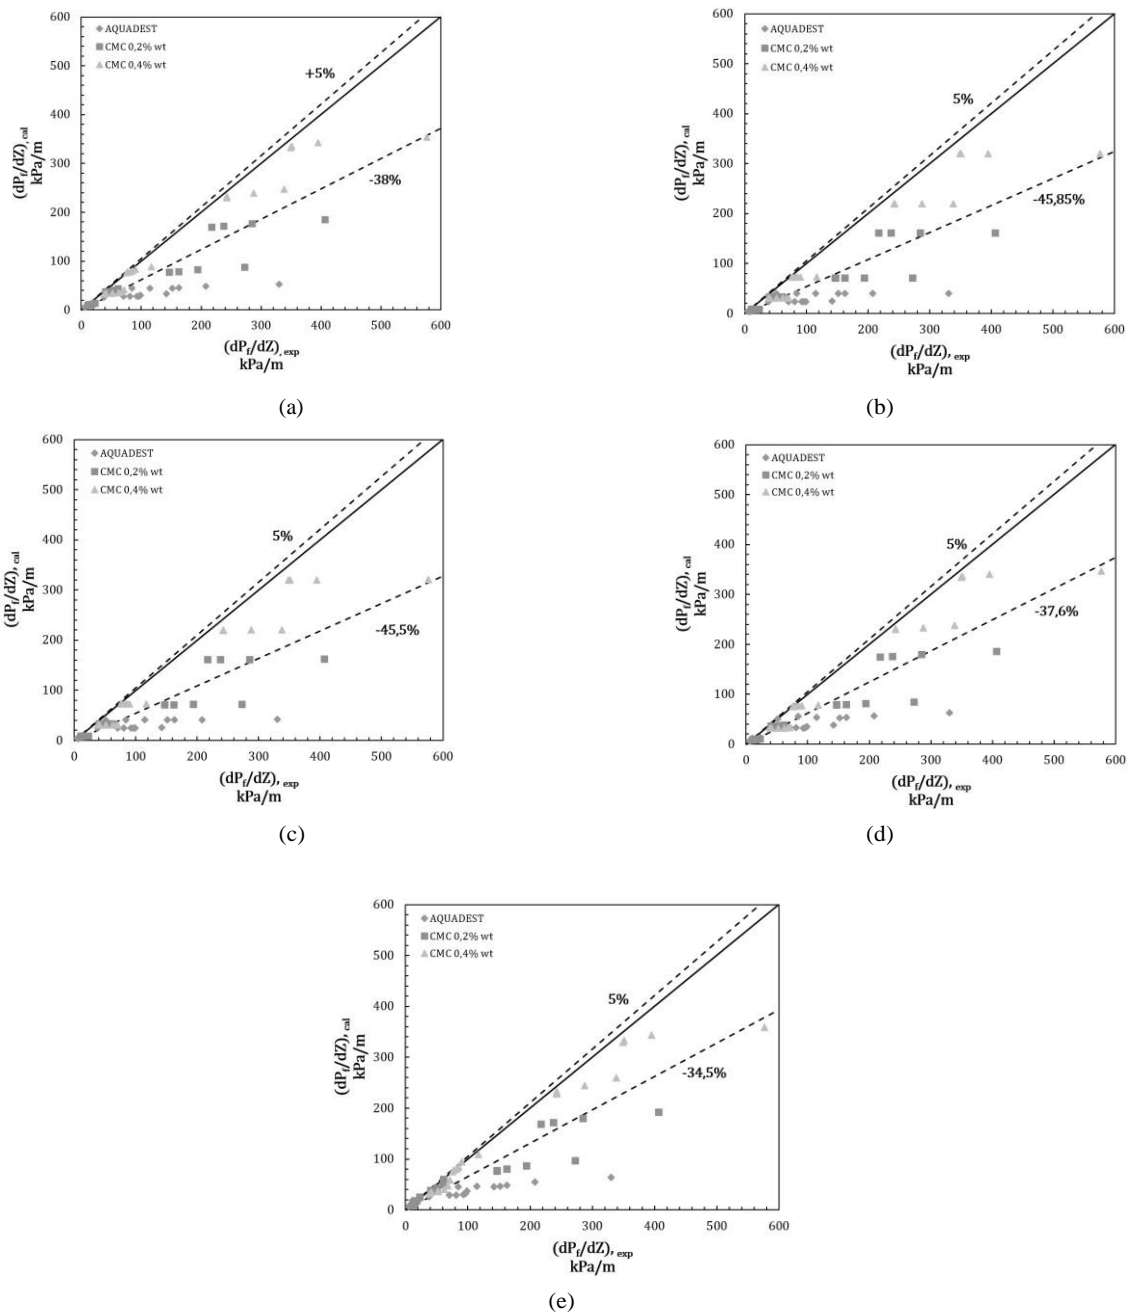 600
500
400
300
200
100
0
(dPf/dZ),cal
kPa/m
AQUADEST
CMC 0,2% wt
CMC 0,4% wt
+5%
-38%
0 100 200 300 400 500 600
(dPf/dZ),exp
kPa/m
(a)
600
500
400
300
200
100
0
(dPf/dZ), cal
kPa/m
AQUADEST
CMC 0,2% wt
CMC 0,4% wt
5%
-45,85%
0 100 200 300 400 500 600
(dPf/dZ), exp
kPa/m
(b)
600
500
400
300
200
100
0
(dPf/dZ), cal
kPa/m
AQUADEST
CMC 0,2% wt
CMC 0,4% wt
5%
-45,5%
0 100 200 300 400 500 600
(dPf/dZ), exp
kPa/m
(c)
600
500
400
300
200
100
0
(dPf/dZ), cal
kPa/m
AQUADEST
CMC 0,2% wt
CMC 0,4% wt
5%
-37,6%
0 100 200 300 400 500 600
(dPf/dZ), exp
kPa/m
(d)
600
500
400
300
200
100
0
(dPf/dZ), cal
kPa/m
AQUADEST
CMC 0,2% wt
CMC 0,4% wt
5%
-34,5%
0 100 200 300 400 500 600
(dPf/dZ), exp
kPa/m
(e)